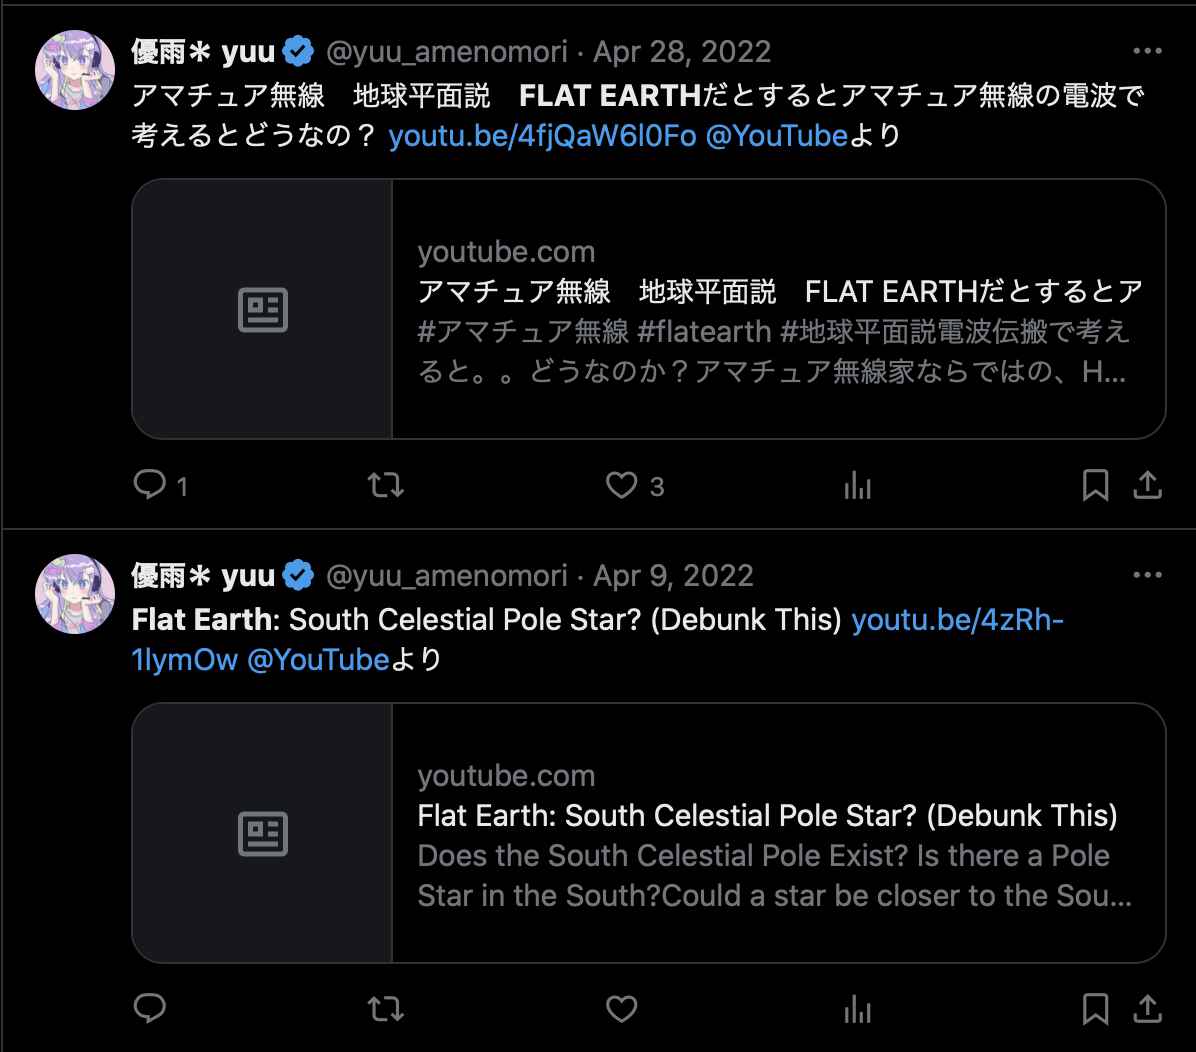 優雨＊ yuu @yuu_amenomori · Apr 28, 2022
アマチュア無線　地球平面説　FLAT EARTHだとするとアマチュア無線の電波で
考えるとどうなの？ youtu.be/4fjQaW6l0Fo @YouTubeより
youtube.com
アマチュア無線　地球平面説　FLAT EARTHだとするとア
#アマチュア無線 #flatearth #地球平面説電波伝搬で考え
ると。。どうなのか？アマチュア無線家ならではの、H...
1 3
優雨＊ yuu @yuu_amenomori · Apr 9, 2022
Flat Earth: South Celestial Pole Star? (Debunk This) youtu.be/4zRh-
1lymOw @YouTubeより
youtube.com
Flat Earth: South Celestial Pole Star? (Debunk This)
Does the South Celestial Pole Exist? Is there a Pole
Star in the South?Could a star be closer to the Sou...